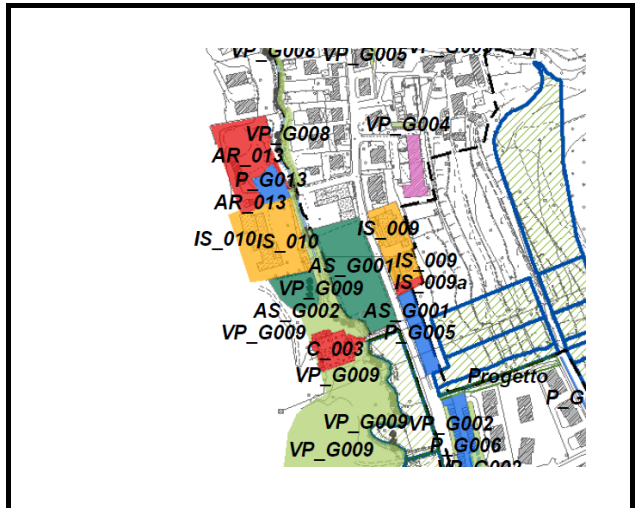 VP_G008 VP_G005
VP_G008
VP_G004
AR_013
P_G013
AR_013
IS_010 IS_010
IS_009
AS_G001
IS_009
VP_G009
IS_009a
AS_G002
AS_G001
VP_G009
P_G005
C_003
VP_G009
Progetto
P_G
VP_G009 VP_G002
P_G006
VP_G009